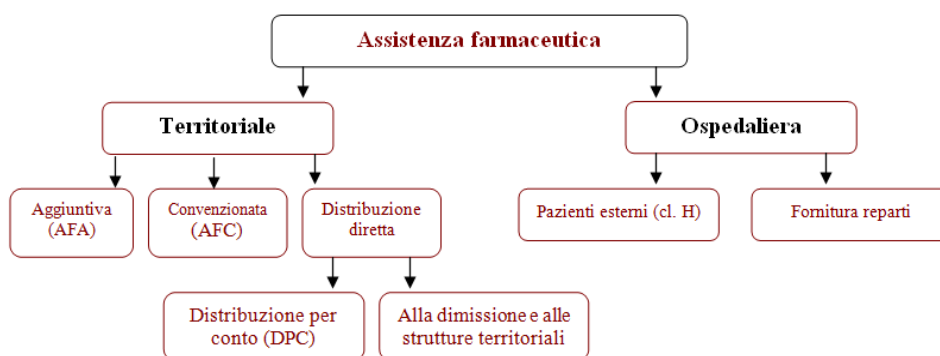 Assistenza farmaceutica
Territoriale
Ospedaliera
Aggiuntiva
(AFA)
Convenzionata
(AFC)
Distribuzione
diretta
Pazienti esterni (cl. H)
Fornitura reparti
Distribuzione per
conto (DPC)
Alla dimissione e alle
strutture territoriali